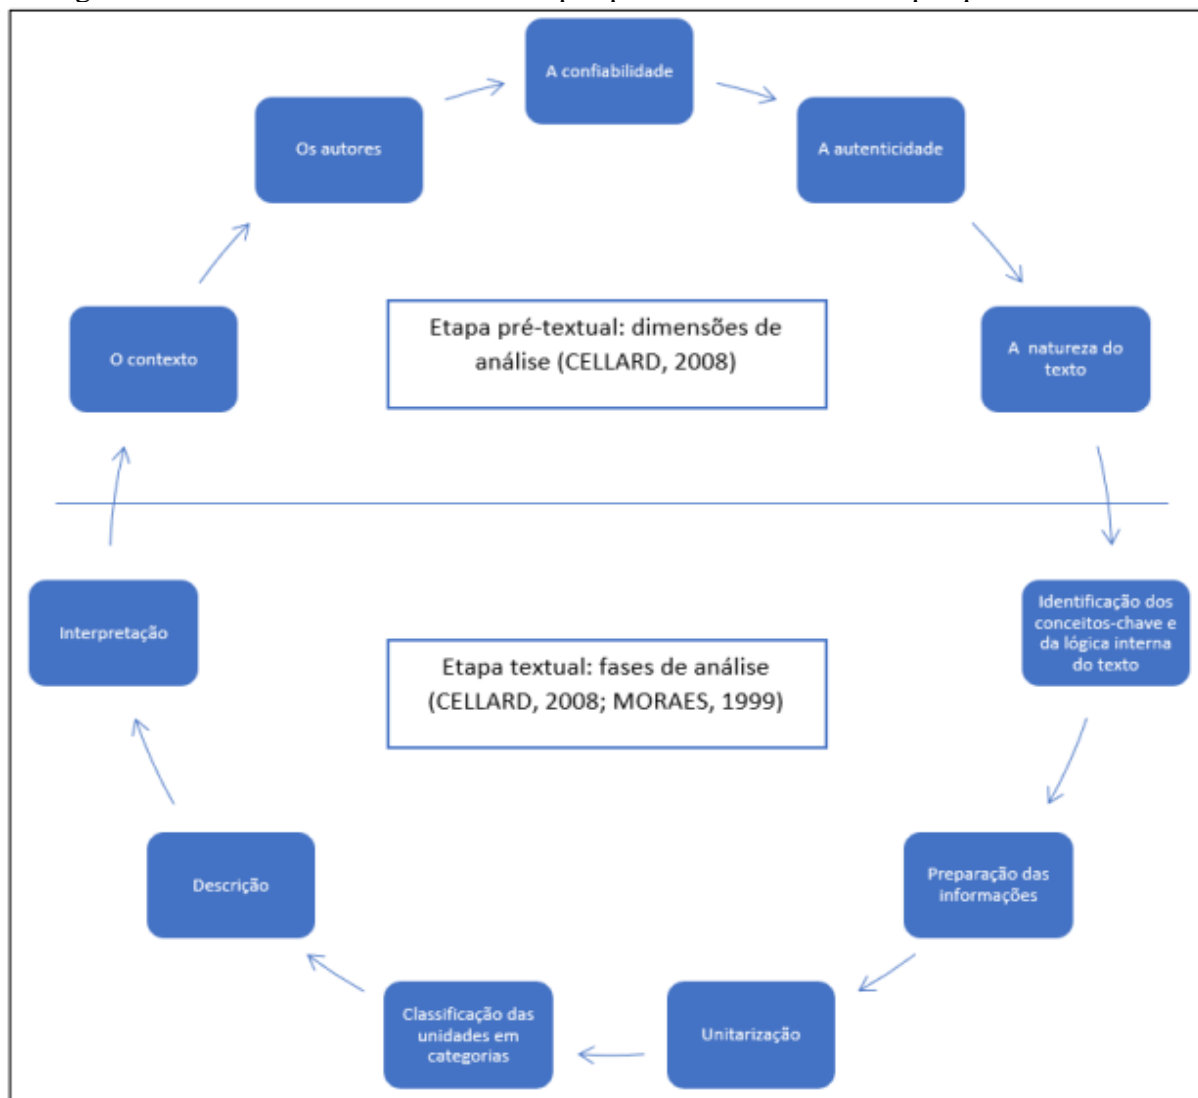 A confiabilidade
Os autores
A autenticidade
O contexto
Etapa pré-textual: dimensões de
análise (CELLARD, 2008)
A natureza do
texto
Interpretação
Etapa textual: fases de análise
(CELLARD, 2008; MORAES, 1999)
Identificação dos
conceitos-chave e
da lógica interna
do texto
Descrição
Preparação das
informações
Classificação das
unidades em
categorias
Unitarização